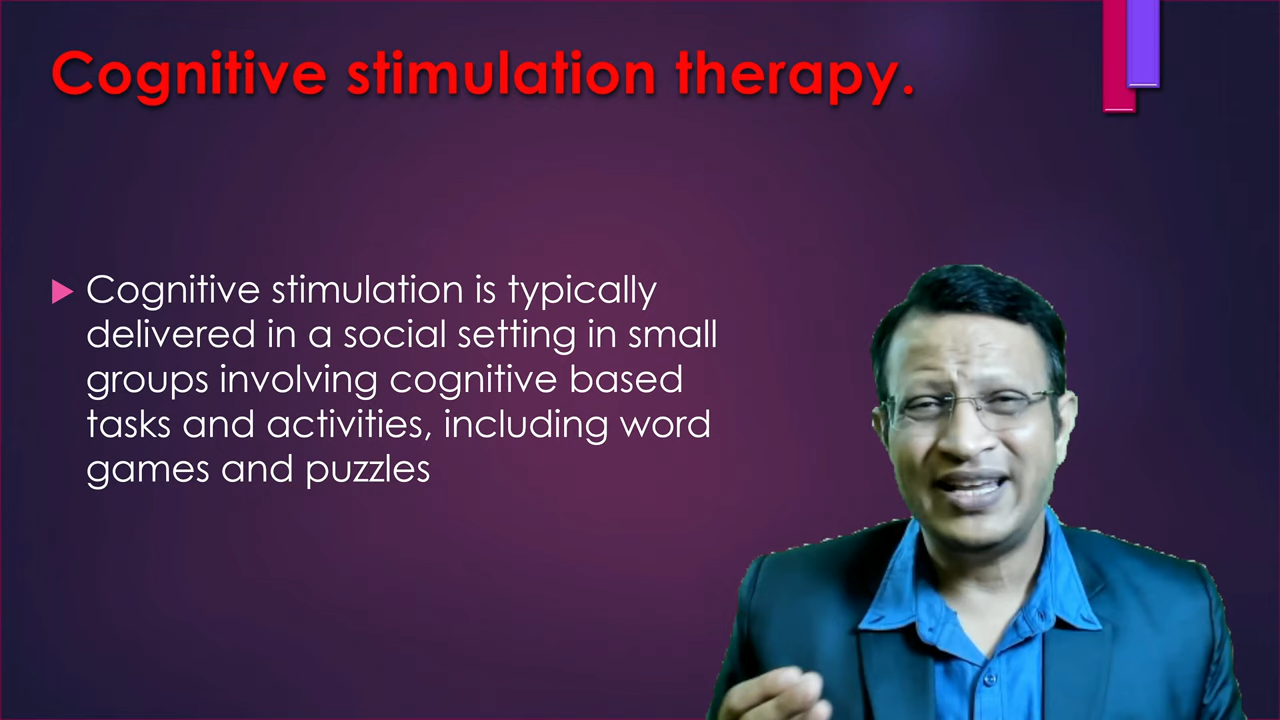 Cognitive stimulation therapy.
Cognitive stimulation is typically
delivered in a social setting in small
groups involving cognitive based
tasks and activities, including word
games and puzzles